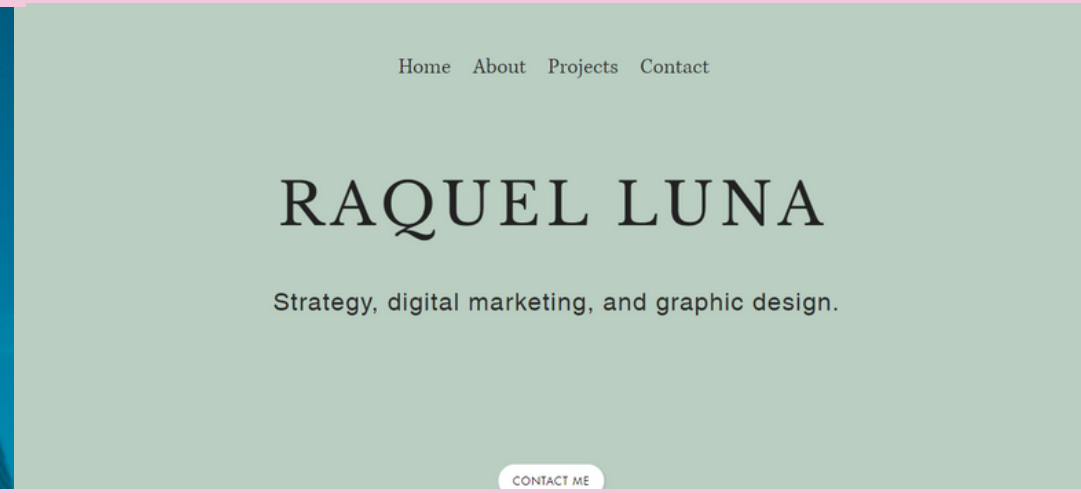 Home About Projects Contact
RAQUEL LUNA
Strategy, digital marketing, and graphic design.
CONTACT ME